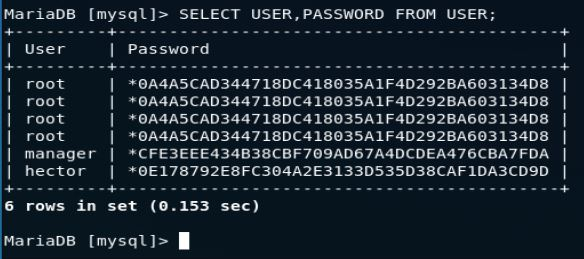 MariaDB [mysql]> SELECT USER,PASSWORD FROM USER;
+---------+-------------------------------------------+
| User    | Password                                  |
+---------+-------------------------------------------+
| root    | *0A4A5CAD344718DC418035A1F4D292BA603134D8 |
| root    | *0A4A5CAD344718DC418035A1F4D292BA603134D8 |
| root    | *0A4A5CAD344718DC418035A1F4D292BA603134D8 |
| root    | *0A4A5CAD344718DC418035A1F4D292BA603134D8 |
| manager | *CFE3EEE434B38CBF709AD67A4DCDEA476CBA7FDA |
| hector  | *0E178792E8FC304A2E3133D535D38CAF1DA3CD9D |
+---------+-------------------------------------------+
6 rows in set (0.153 sec)
MariaDB [mysql]>